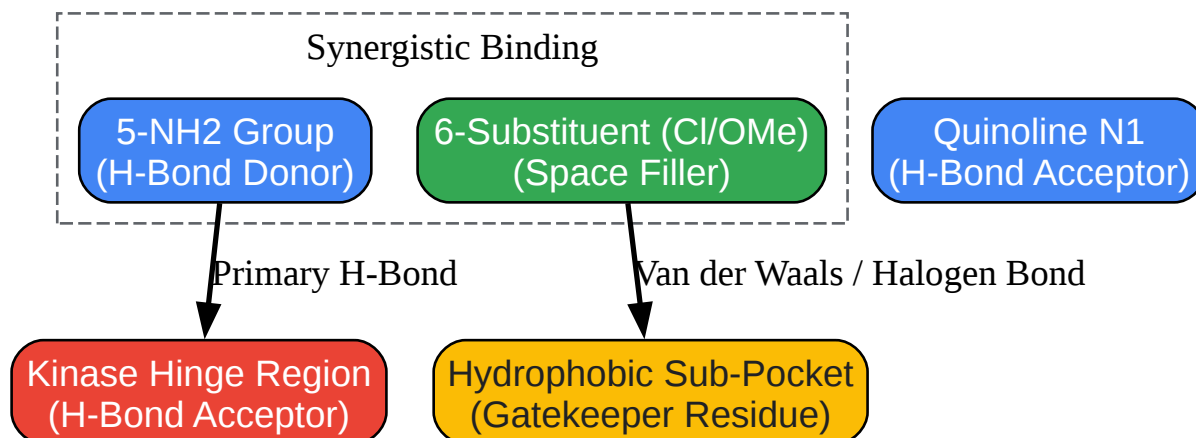 Synergistic Binding
5-NH2 Group
(H-Bond Donor)
6-Substituent (Cl/OMe)
(Space Filler)
Quinoline N1
(H-Bond Acceptor)
Primary H-Bond
Van der Waals / Halogen Bond
Kinase Hinge Region
(H-Bond Acceptor)
Hydrophobic Sub-Pocket
(Gatekeeper Residue)